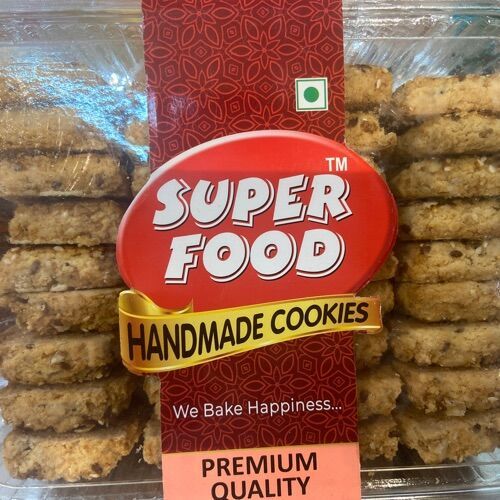 TM
SUPER
FOOD
HANDMADE COOKIES
We Bake Happiness...
PREMIUM
QUALITY